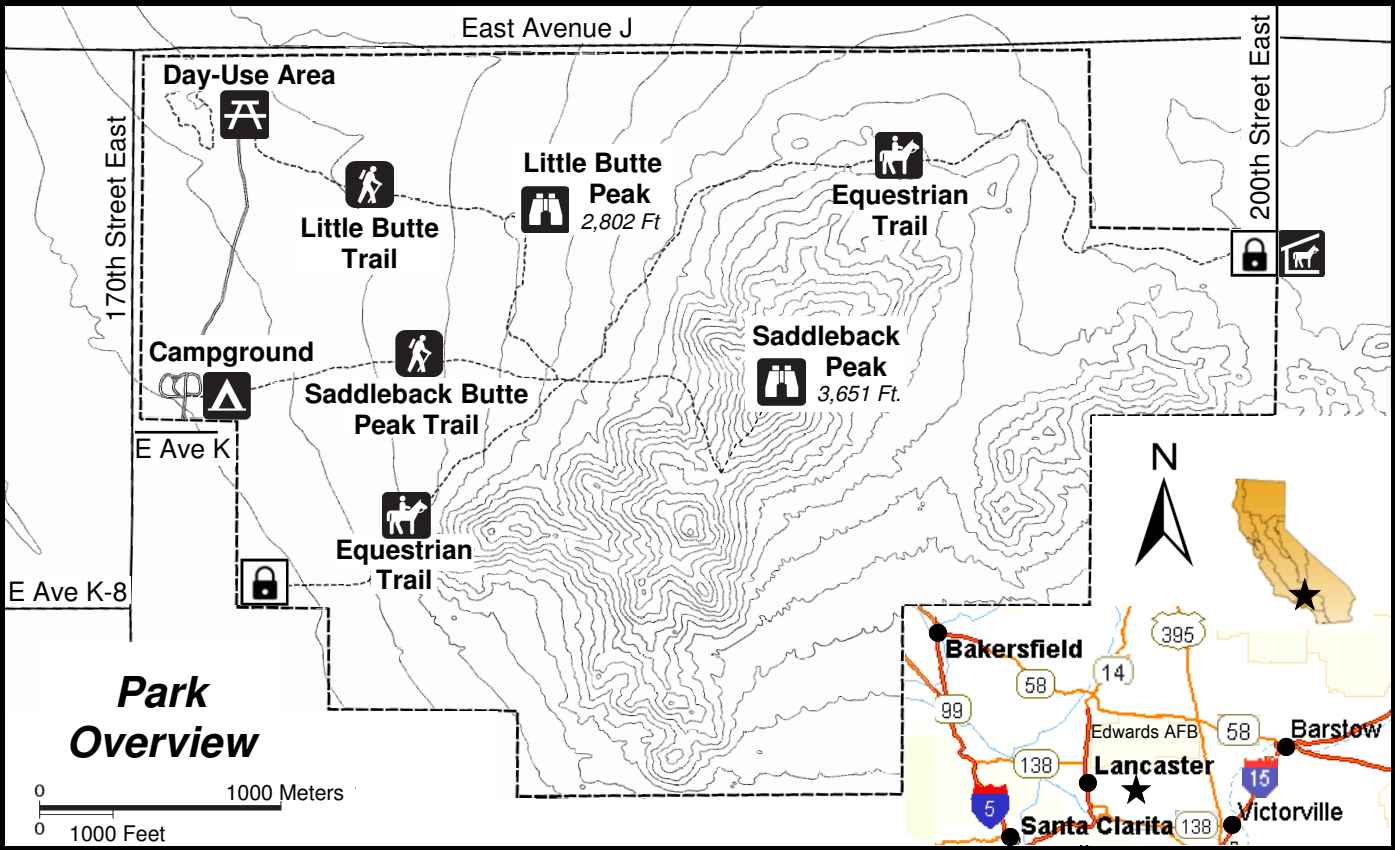 East Avenue J
Day-Use Area
170th Street East
200th Street East
Little Butte
Peak
2,802 Ft
Equestrian
Trail
Little Butte
Trail
Saddleback
Peak
3,651 Ft.
Campground
Saddleback Butte
Peak Trail
E Ave K
N
Equestrian
Trail
E Ave K-8
Park
Overview
0
1000 Meters
0
1000 Feet
395
Bakersfield
14
58
99
Edwards AFB
58
Barstow
138
Lancaster
15
5
Victorville
Santa Clarita
138